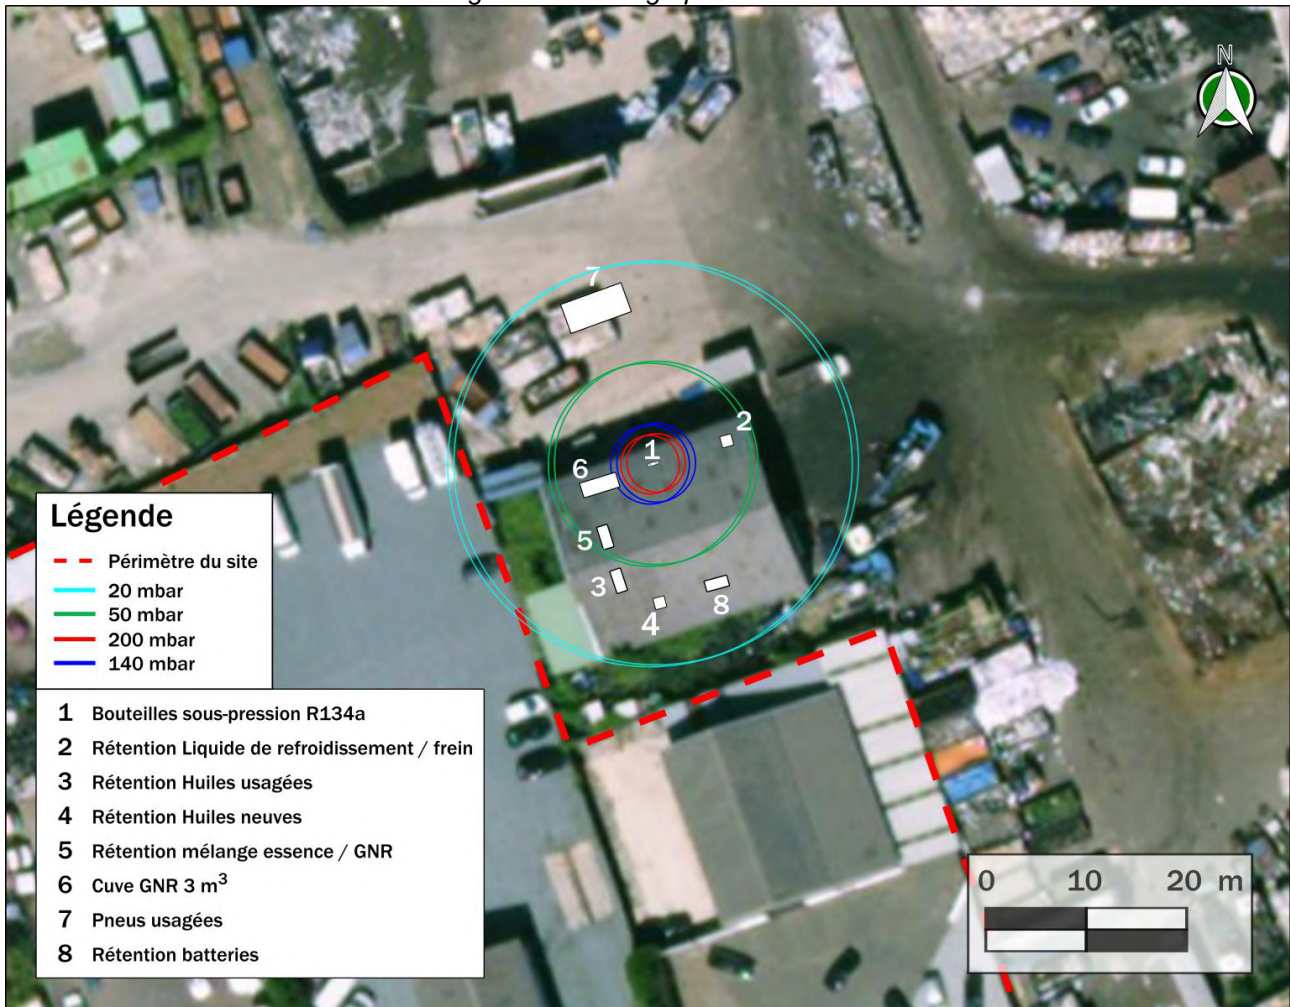 N
7
2
1
6
5
3
4
8
Légende
Périmètre du site
20 mbar
50 mbar
200 mbar
140 mbar
1 Bouteilles sous-pression R134a
2 Rétention Liquide de refroidissement / frein
3 Rétention Huiles usagées
4 Rétention Huiles neuves
5 Rétention mélange essence / GNR
6 Cuve GNR 3 m³
7 Pneus usagées
8 Rétention batteries
0 10 20 m